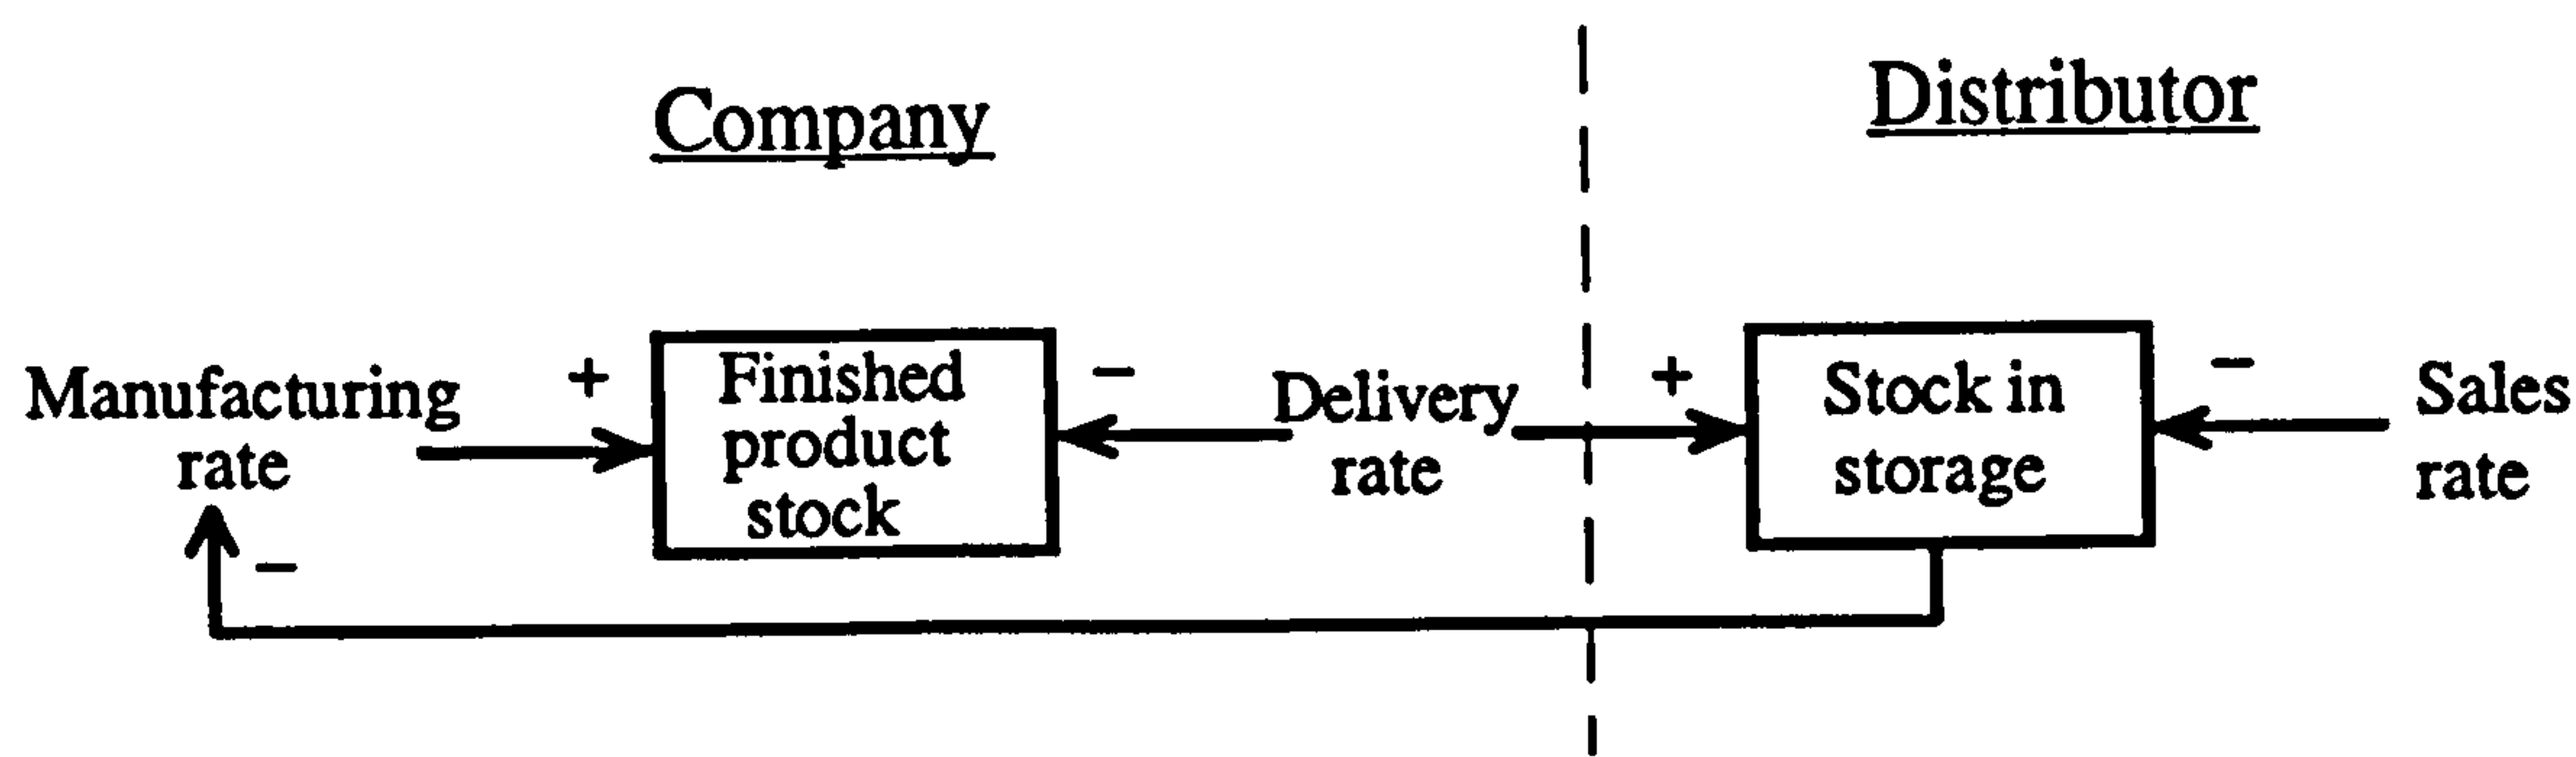 Company
Distributor
Manufacturing
rate
+
Finished
product
stock
−
Delivery
rate
+
Stock in
storage
−
Sales
rate
−